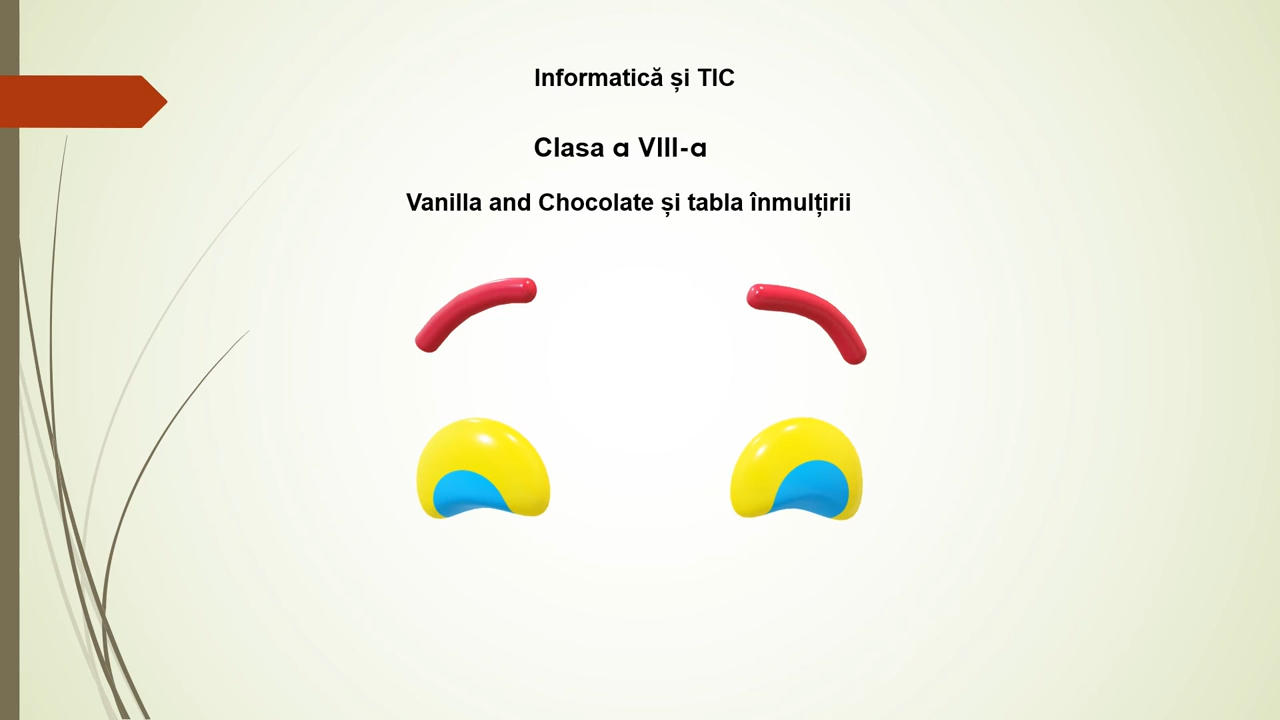 Informatică și TIC
Clasa a VIII-a
Vanilla and Chocolate și tabla înmulțirii